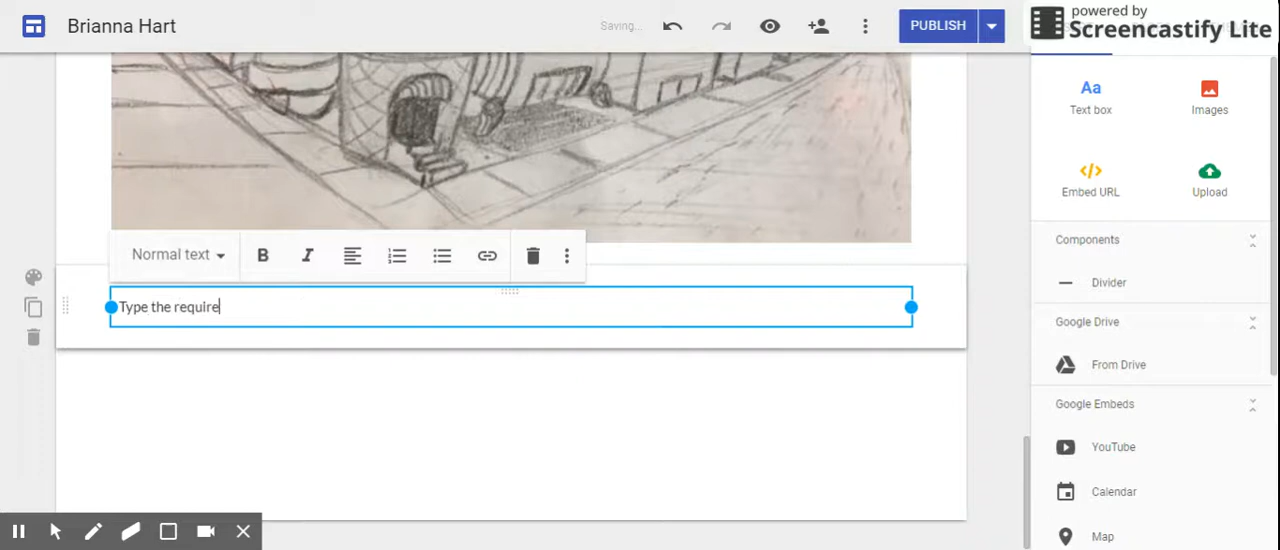 Brianna Hart
Saving...
PUBLISH
powered by
Screencastify Lite
Aa
Text box
Images
Embed URL
Upload
Normal text
B
I
Type the require
Components
Divider
Google Drive
From Drive
Google Embeds
YouTube
Calendar
Map